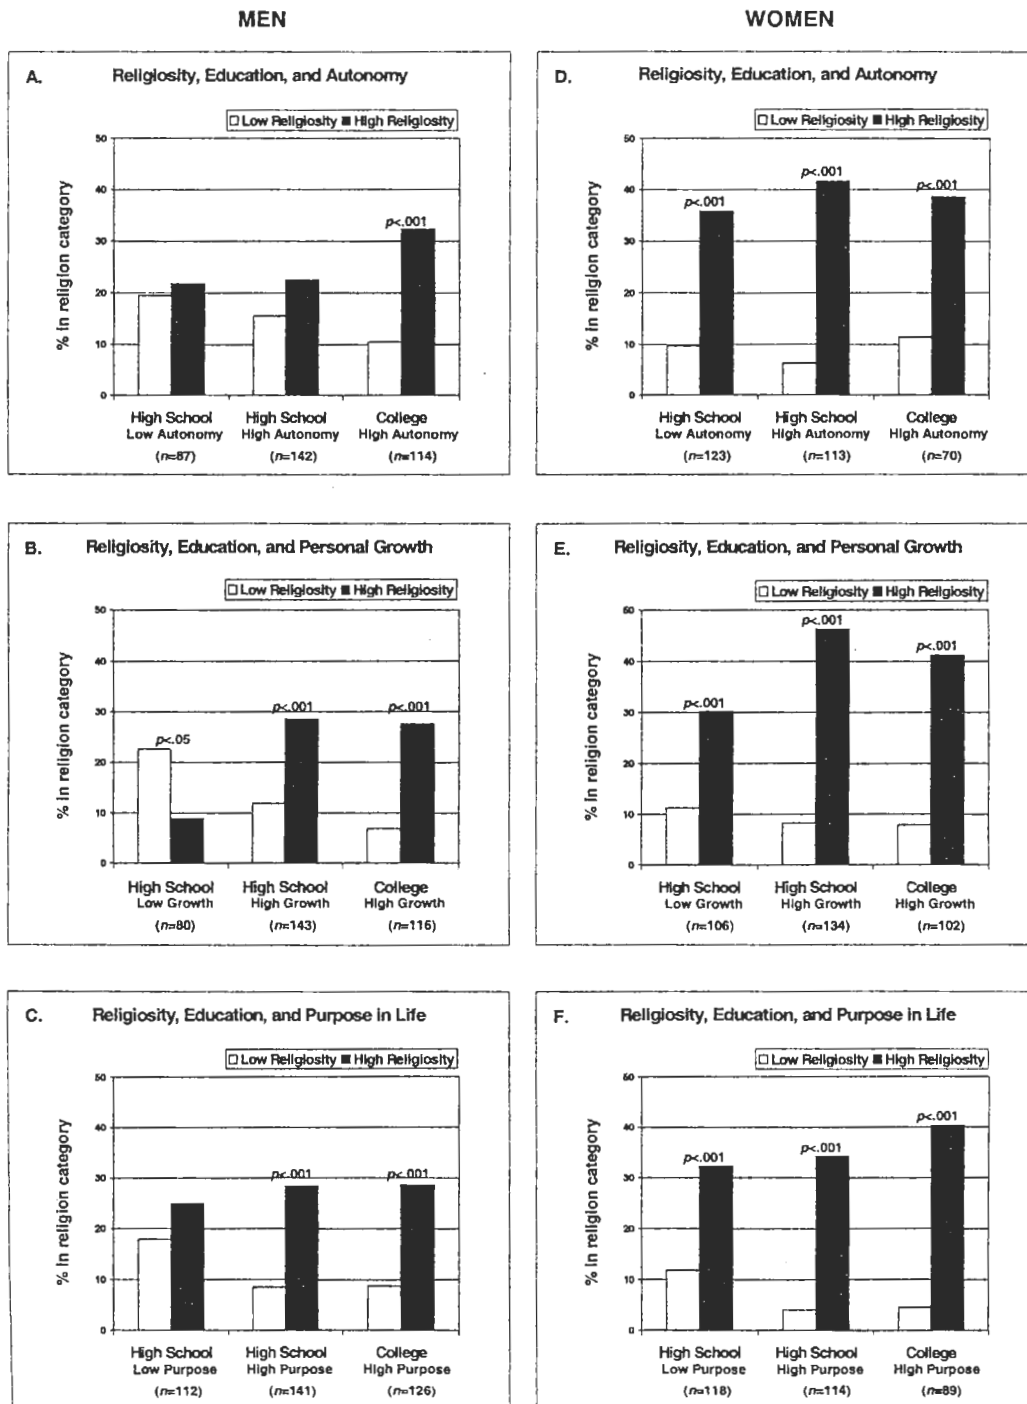 MEN
A. Religiosity, Education, and Autonomy
Low Religiosity High Religiosity
% in religion category
50
40
30
20
10
0
p<.001
High School High School College
Low Autonomy High Autonomy High Autonomy
(n=87) (n=142) (n=114)
B. Religiosity, Education, and Personal Growth
Low Religiosity High Religiosity
% in religion category
50
40
30
20
10
0
p<.05 p<.001 p<.001
High School High School College
Low Growth High Growth High Growth
(n=80) (n=143) (n=116)
C. Religiosity, Education, and Purpose in Life
Low Religiosity High Religiosity
% in religion category
50
40
30
20
10
0
p<.001 p<.001
High School High School College
Low Purpose High Purpose High Purpose
(n=112) (n=141) (n=126)
WOMEN
D. Religiosity, Education, and Autonomy
Low Religiosity High Religiosity
% in religion category
50
40
30
20
10
0
p<.001 p<.001 p<.001
High School High School College
Low Autonomy High Autonomy High Autonomy
(n=123) (n=113) (n=70)
E. Religiosity, Education, and Personal Growth
Low Religiosity High Religiosity
% in religion category
50
40
30
20
10
0
p<.001 p<.001 p<.001
High School High School College
Low Growth High Growth High Growth
(n=106) (n=134) (n=102)
F. Religiosity, Education, and Purpose in Life
Low Religiosity High Religiosity
% in religion category
50
40
30
20
10
0
p<.001 p<.001 p<.001
High School High School College
Low Purpose High Purpose High Purpose
(n=118) (n=114) (n=89)